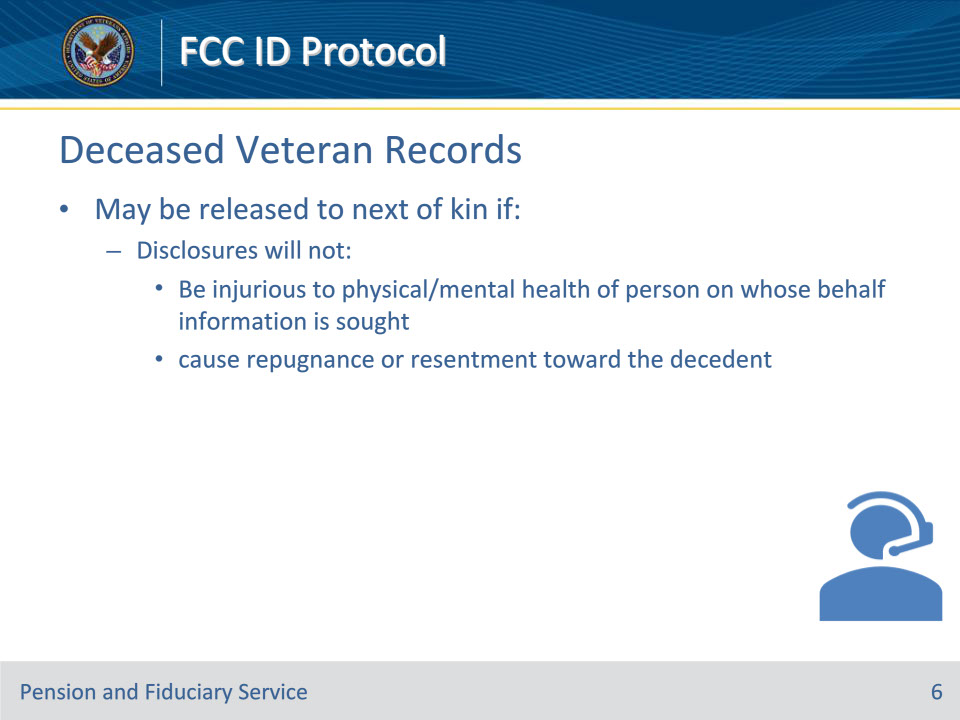 FCC ID Protocol
Deceased Veteran Records
• May be released to next of kin if:
– Disclosures will not:
• Be injurious to physical/mental health of person on whose behalf
information is sought
• cause repugnance or resentment toward the decedent
Pension and Fiduciary Service
6